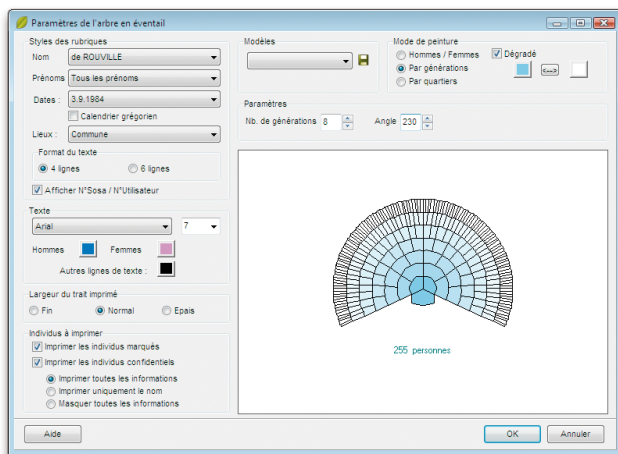 Paramètres de l'arbre en éventail
Styles des rubriques
Nom de ROUVILLE
Prénoms Tous les prénoms
Dates : 3.9.1984
Calendrier grégorien
Lieux : Commune
Format du texte
4 lignes 6 lignes
Afficher N°Sosa / N°Utilisateur
Texte
Arial 7
Hommes Femmes
Autres lignes de texte :
Largeur du trait imprimé
Fin Normal Epais
Individus à imprimer
Imprimer les individus marqués
Imprimer les individus confidentiels
Imprimer toutes les informations
Imprimer uniquement le nom
Masquer toutes les informations
Modèles
Mode de peinture
Hommes / Femmes Dégradé
Par générations <--->
Par quartiers
Paramètres
Nb. de générations 8 Angle 230
255 personnes
Aide OK Annuler